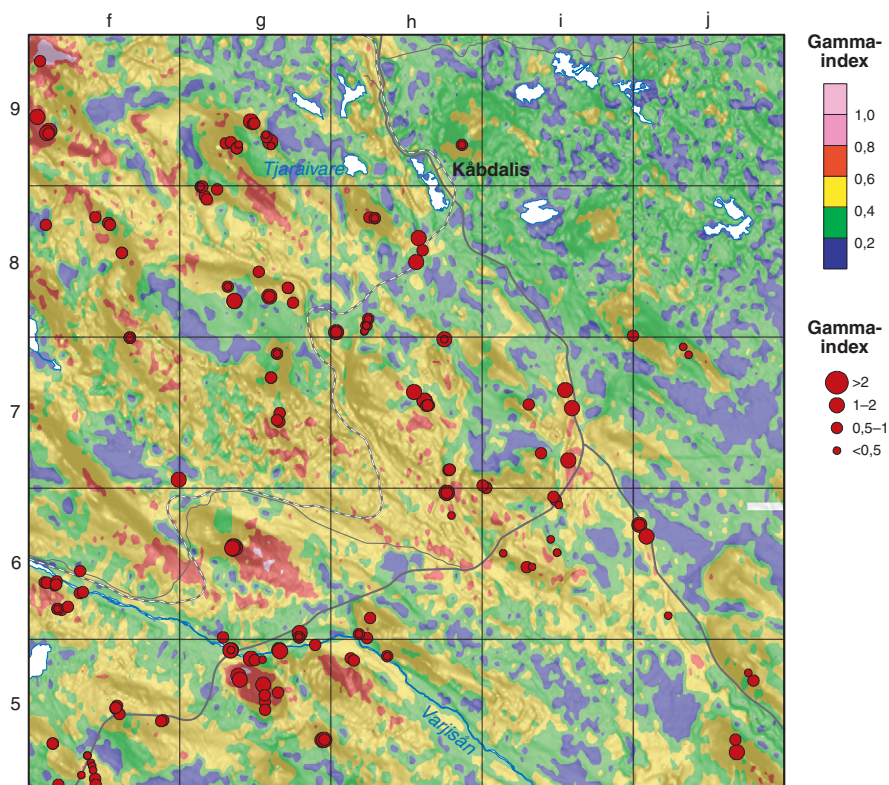 f g h i j
9
8
7
6
5
Tjaraivare
Kåbdalis
Varjisån
Gamma-
index
1,0
0,8
0,6
0,4
0,2
Gamma-
index
>2
1–2
0,5–1
<0,5